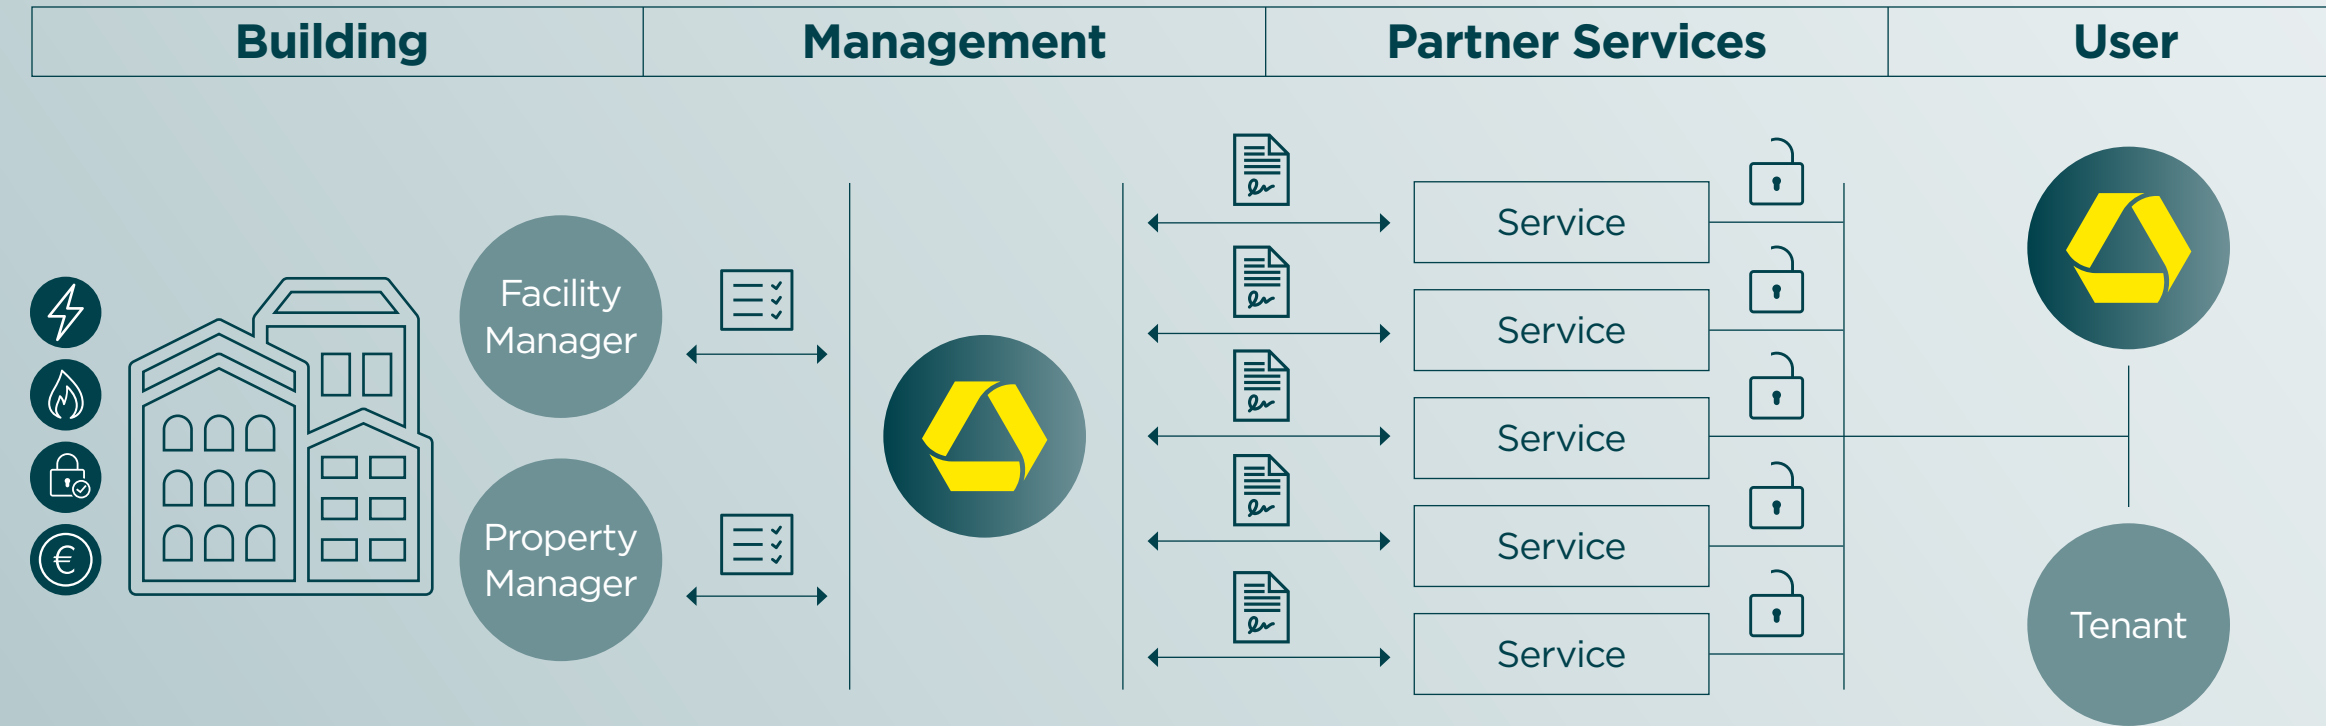 Building
Management
Partner Services
User
Facility
Manager
Property
Manager
€
Service
Service
Service
Service
Service
Tenant